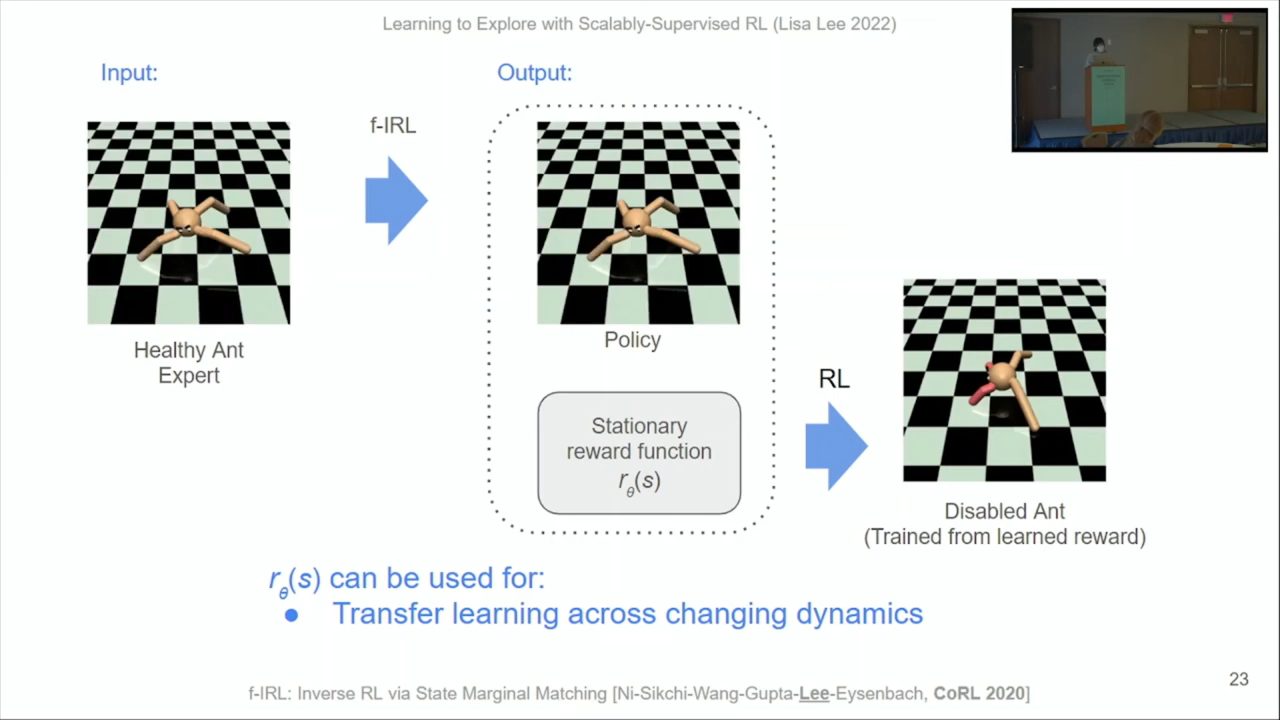 Learning to Explore with Scalably-Supervised RL (Lisa Lee 2022)
Input:
Output:
f-IRL
Healthy Ant
Expert
Policy
Stationary
reward function
rθ(s)
RL
Disabled Ant
(Trained from learned reward)
rθ(s) can be used for:
● Transfer learning across changing dynamics
f-IRL: Inverse RL via State Marginal Matching [Ni-Sikchi-Wang-Gupta-Lee-Eysenbach, CoRL 2020]
23